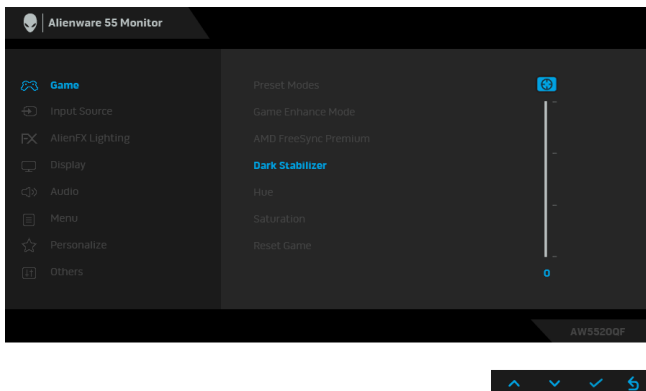 Alienware 55 Monitor
Game
Input Source
AlienFX Lighting
Display
Audio
Menu
Personalize
Others
Preset Modes
Game Enhance Mode
AMD FreeSync Premium
Dark Stabilizer
Hue
Saturation
Reset Game
0
AW5520QF